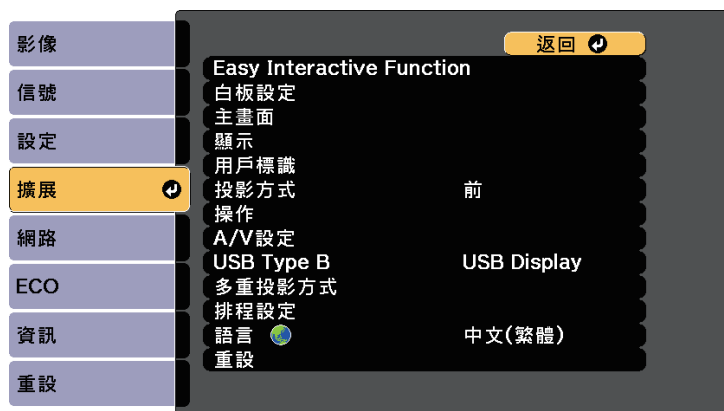 影像
信號
設定
擴展
網路
ECO
資訊
重設
返回
Easy Interactive Function
白板設定
主畫面
顯示
用戶標識
投影方式 前
操作
A/V設定
USB Type B USB Display
多重投影方式
排程設定
語言 中文(繁體)
重設